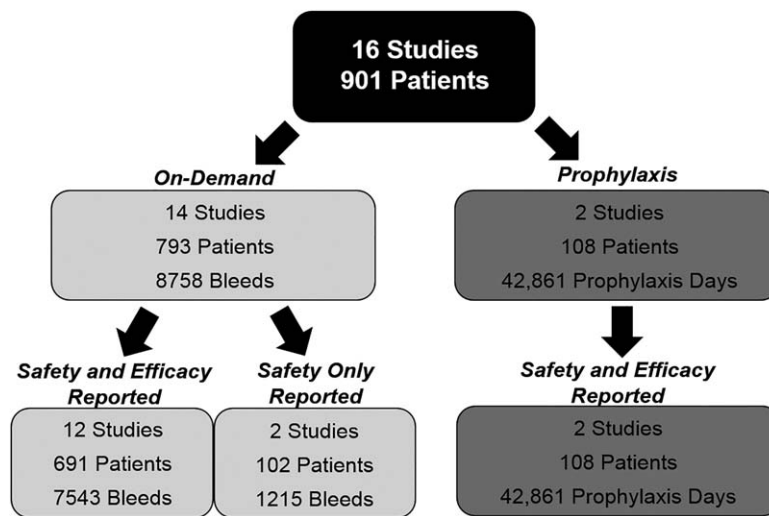 16 Studies
901 Patients
On-Demand
14 Studies
793 Patients
8758 Bleeds
Prophylaxis
2 Studies
108 Patients
42,861 Prophylaxis Days
Safety and Efficacy
Reported
12 Studies
691 Patients
7543 Bleeds
Safety Only
Reported
2 Studies
102 Patients
1215 Bleeds
Safety and Efficacy
Reported
2 Studies
108 Patients
42,861 Prophylaxis Days